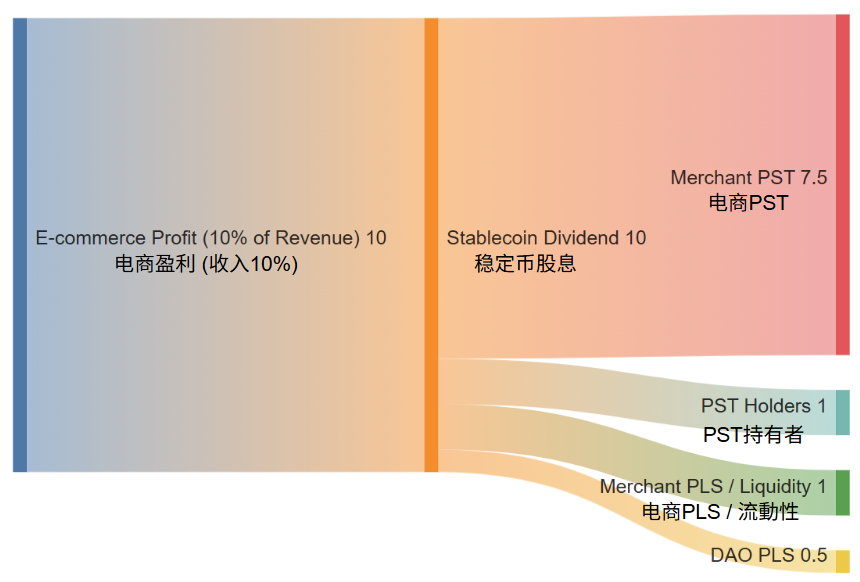 E-commerce Profit (10% of Revenue) 10
电商盈利 (收入10%)
Stablecoin Dividend 10
稳定币股息
Merchant PST 7.5
电商PST
PST Holders 1
PST持有者
Merchant PLS / Liquidity 1
电商PLS / 流動性
DAO PLS 0.5